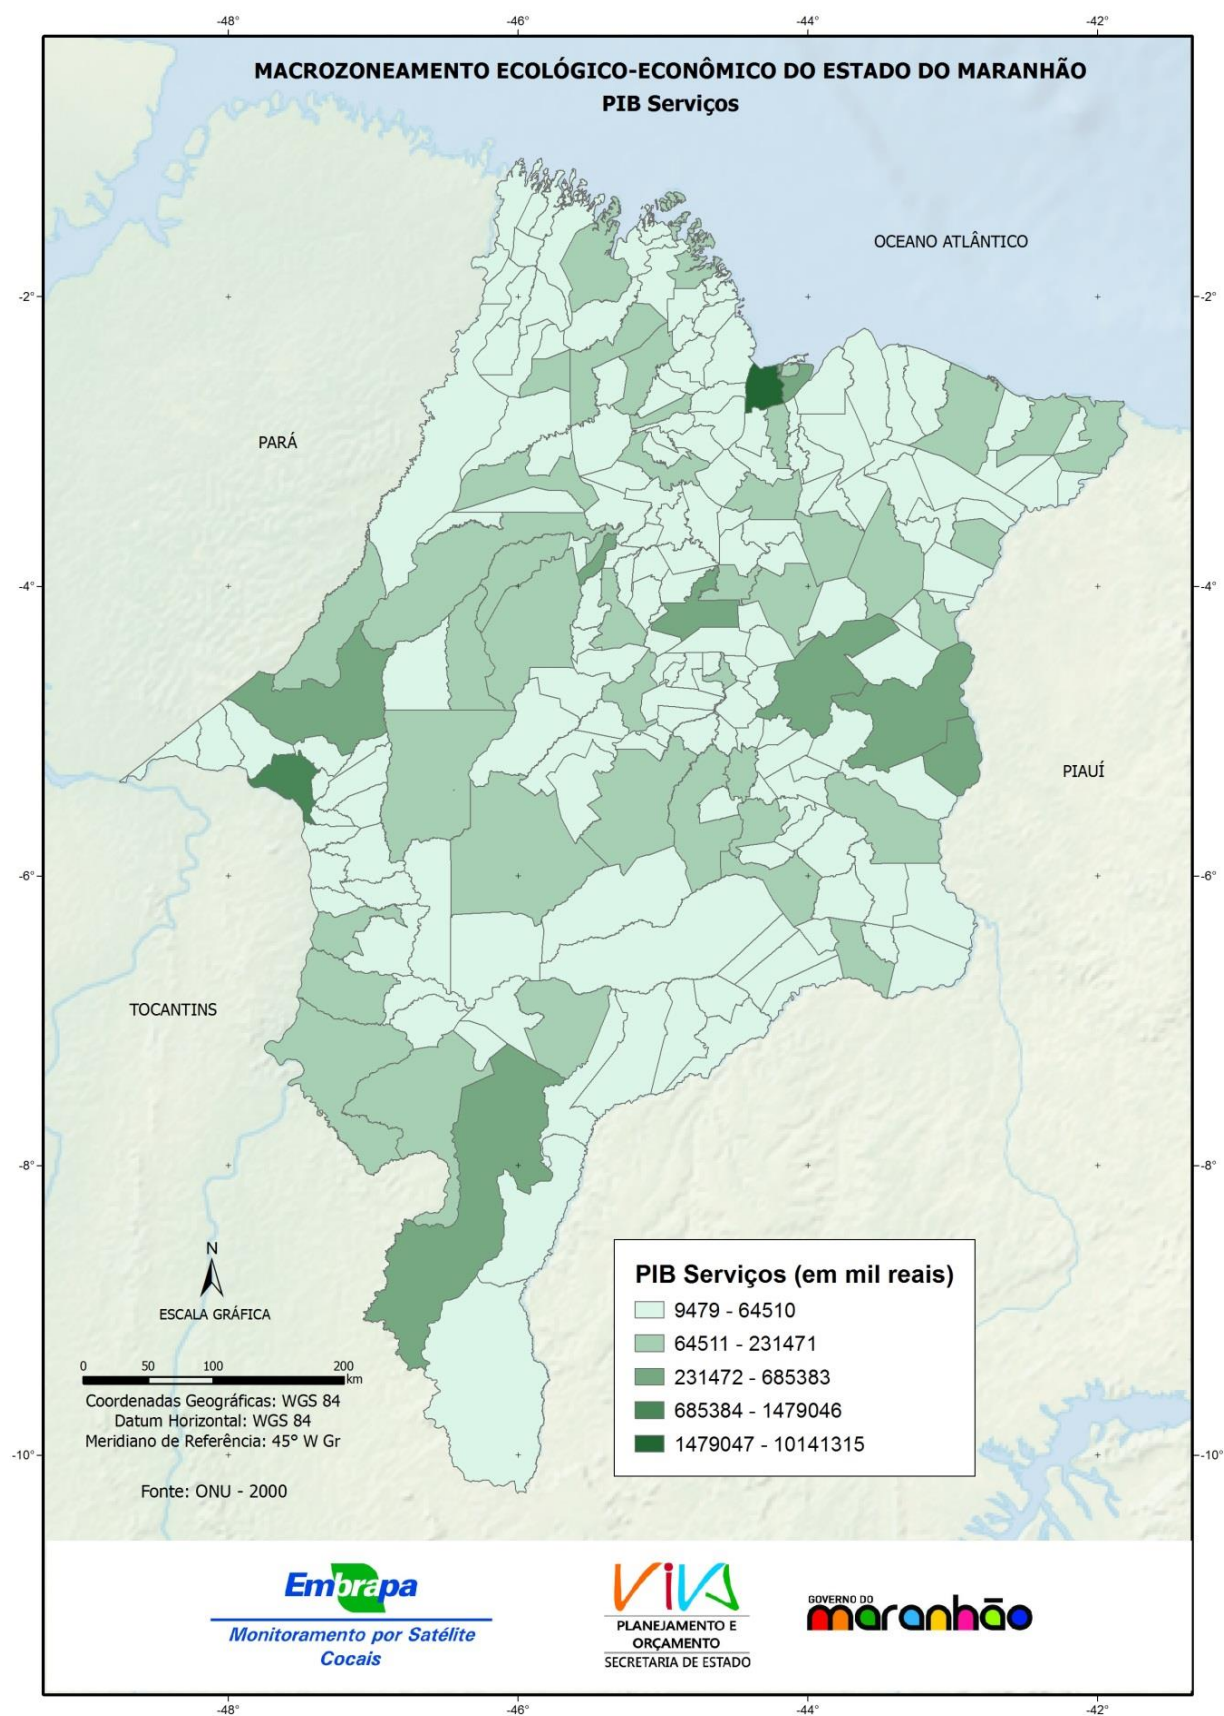 -48°
-46°
-44°
-42°
MACROZONEAMENTO ECOLÓGICO-ECONÔMICO DO ESTADO DO MARANHÃO
PIB Serviços
OCEANO ATLÂNTICO
-2°
-2°
PARÁ
-4°
-4°
PIAUÍ
-6°
-6°
TOCANTINS
-8°
-8°
N
ESCALA GRÁFICA
0 50 100 200
km
Coordenadas Geográficas: WGS 84
Datum Horizontal: WGS 84
Meridiano de Referência: 45° W Gr
Fonte: ONU - 2000
PIB Serviços (em mil reais)
9479 - 64510
64511 - 231471
231472 - 685383
685384 - 1479046
1479047 - 10141315
-10°
-10°
Embrapa
Monitoramento por Satélite
Cocais
ViVA
PLANEJAMENTO E
ORÇAMENTO
SECRETARIA DE ESTADO
GOVERNO DO
maranhão
-48°
-46°
-44°
-42°